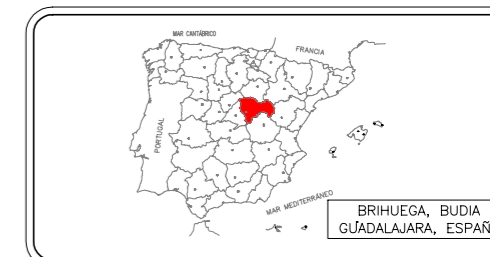 MAR CANTÁBRICO
FRANCIA
PORTUGAL
MAR MEDITERRÁNEO
BRIHUEGA, BUDIA
GUADALAJARA, ESPAÑ